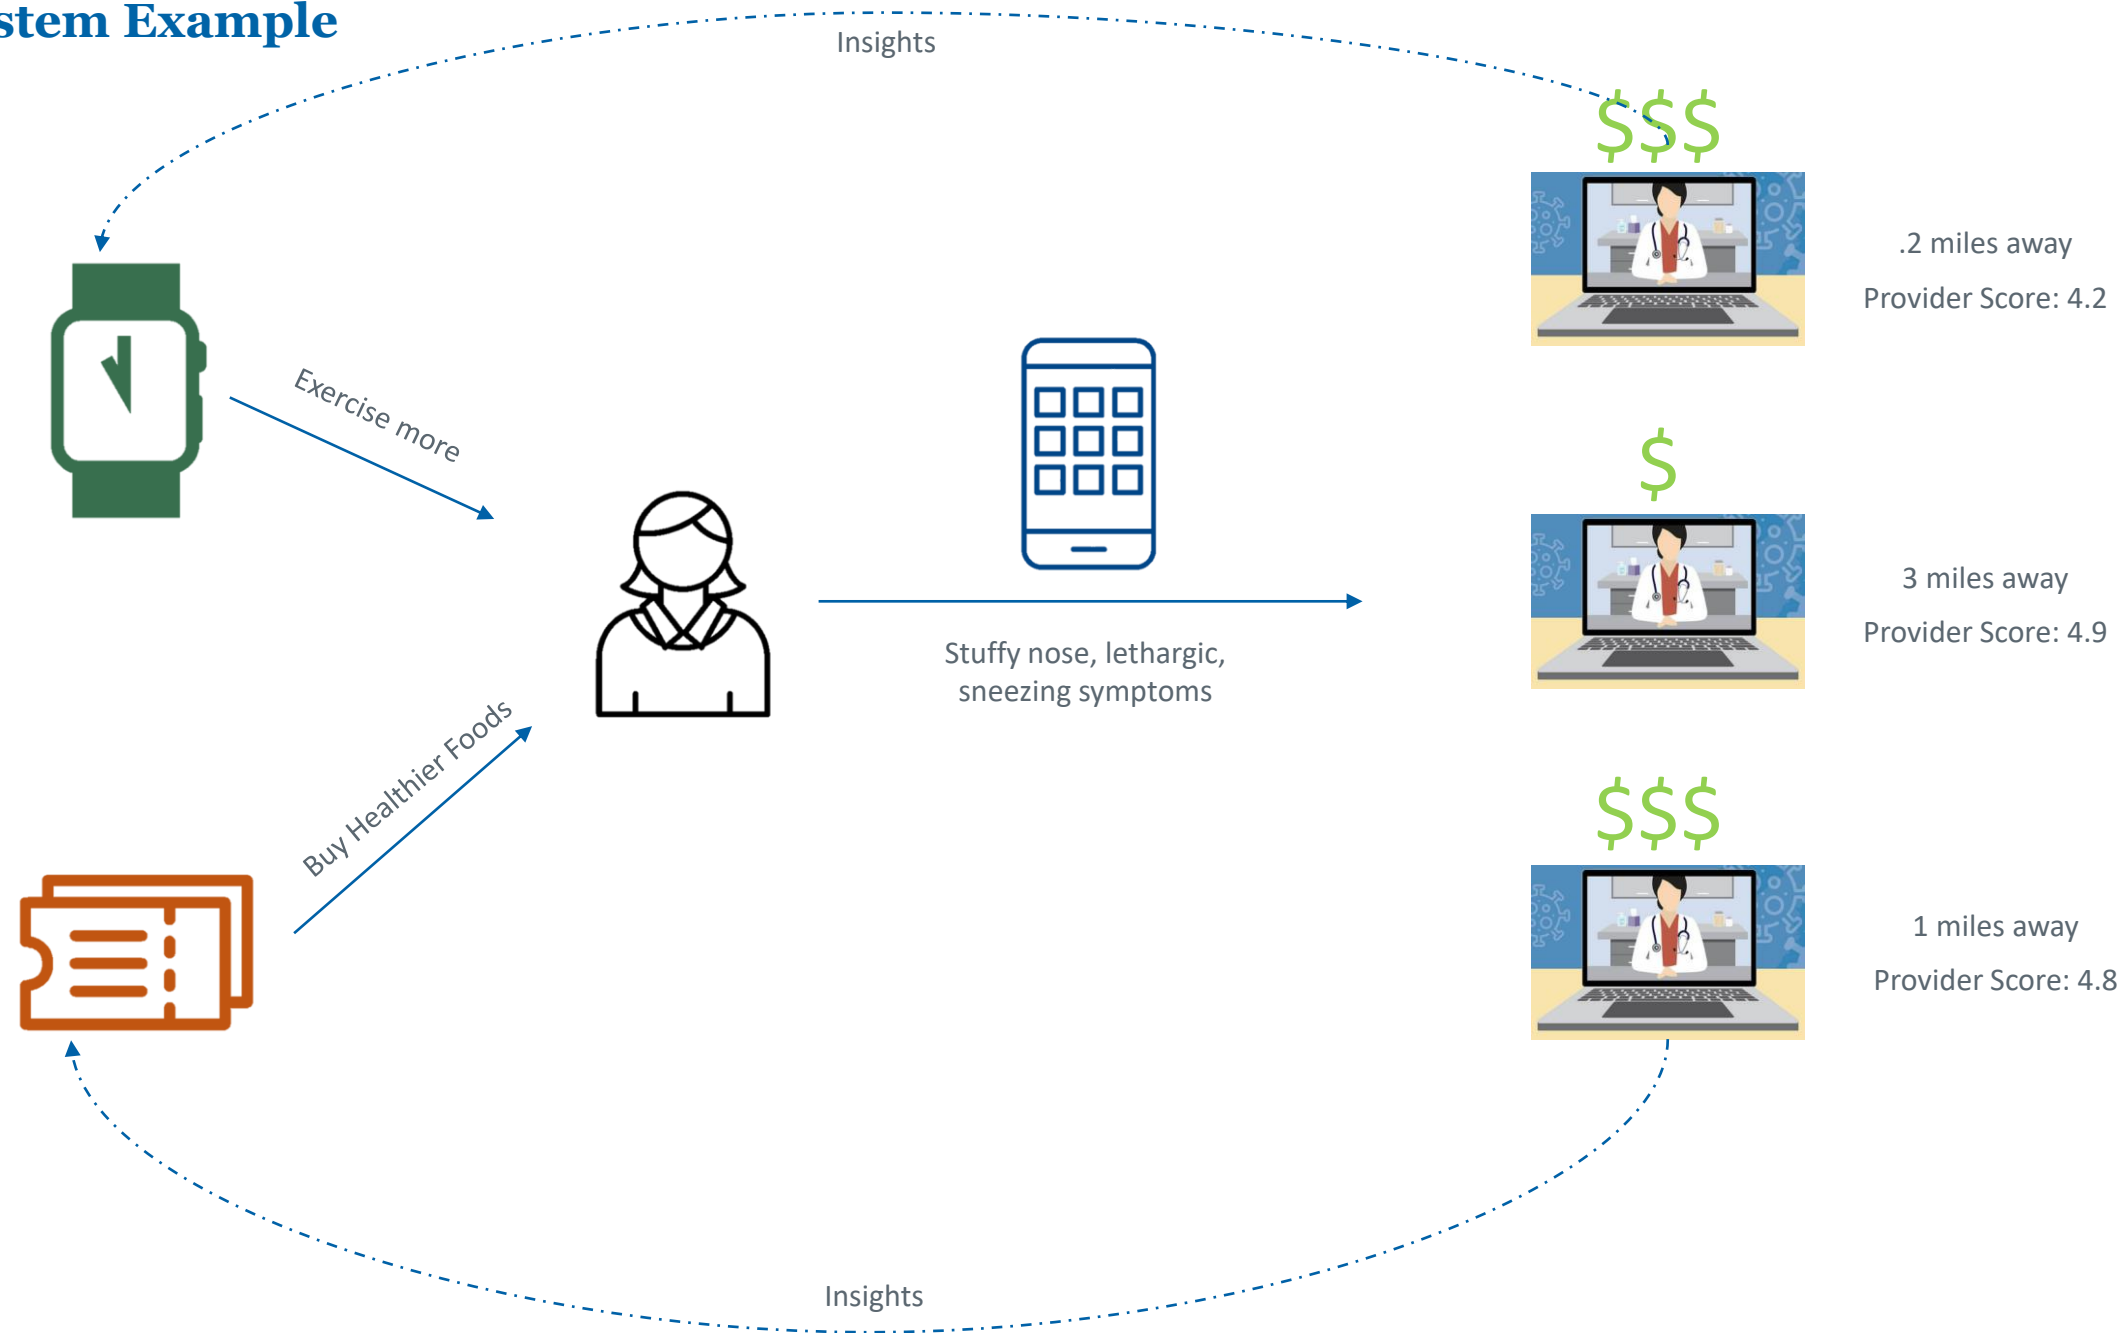 stem Example
Insights
$$$
.2 miles away
Provider Score: 4.2
Exercise more
$
3 miles away
Provider Score: 4.9
Stuffy nose, lethargic,
sneezing symptoms
Buy Healthier Foods
$$$
1 miles away
Provider Score: 4.8
Insights